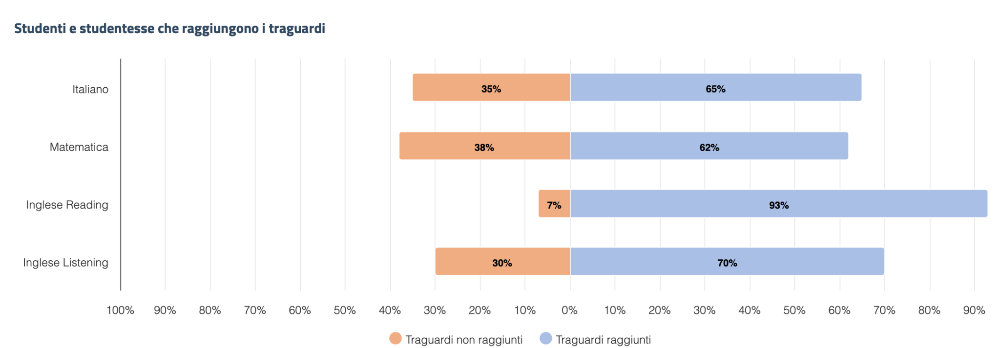 Studenti e studentesse che raggiungono i traguardi
Italiano 35% 65%
Matematica 38% 62%
Inglese Reading 7% 93%
Inglese Listening 30% 70%
100% 90% 80% 70% 60% 50% 40% 30% 20% 10% 0% 10% 20% 30% 40% 50% 60% 70% 80% 90%
Traguardi non raggiunti Traguardi raggiunti